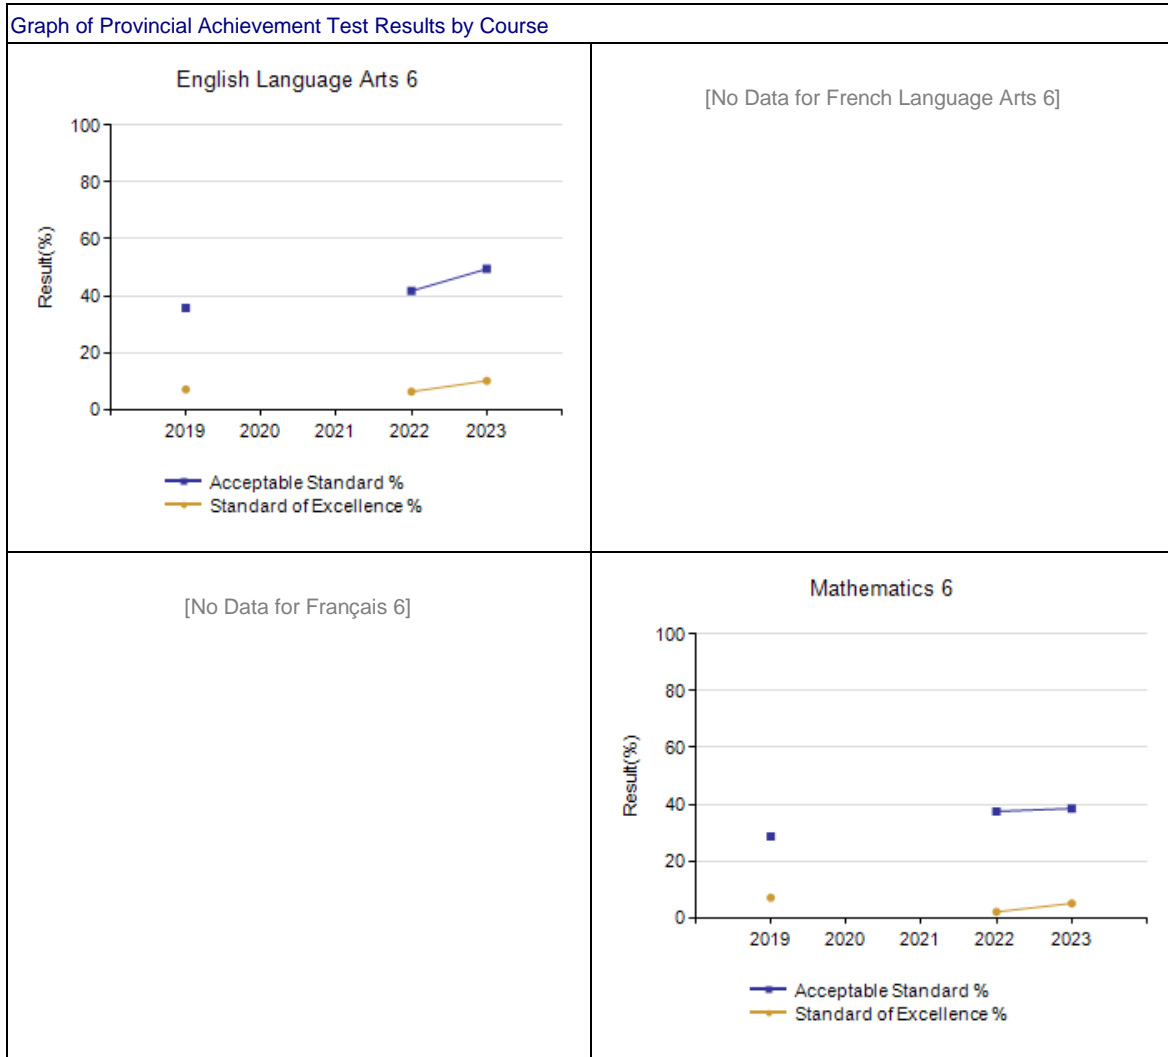 Graph of Provincial Achievement Test Results by Course
English Language Arts 6
Result(%)
100
80
60
40
20
0
2019 2020 2021 2022 2023
Acceptable Standard %
Standard of Excellence %
[No Data for French Language Arts 6]
[No Data for Français 6]
Mathematics 6
Result(%)
100
80
60
40
20
0
2019 2020 2021 2022 2023
Acceptable Standard %
Standard of Excellence %